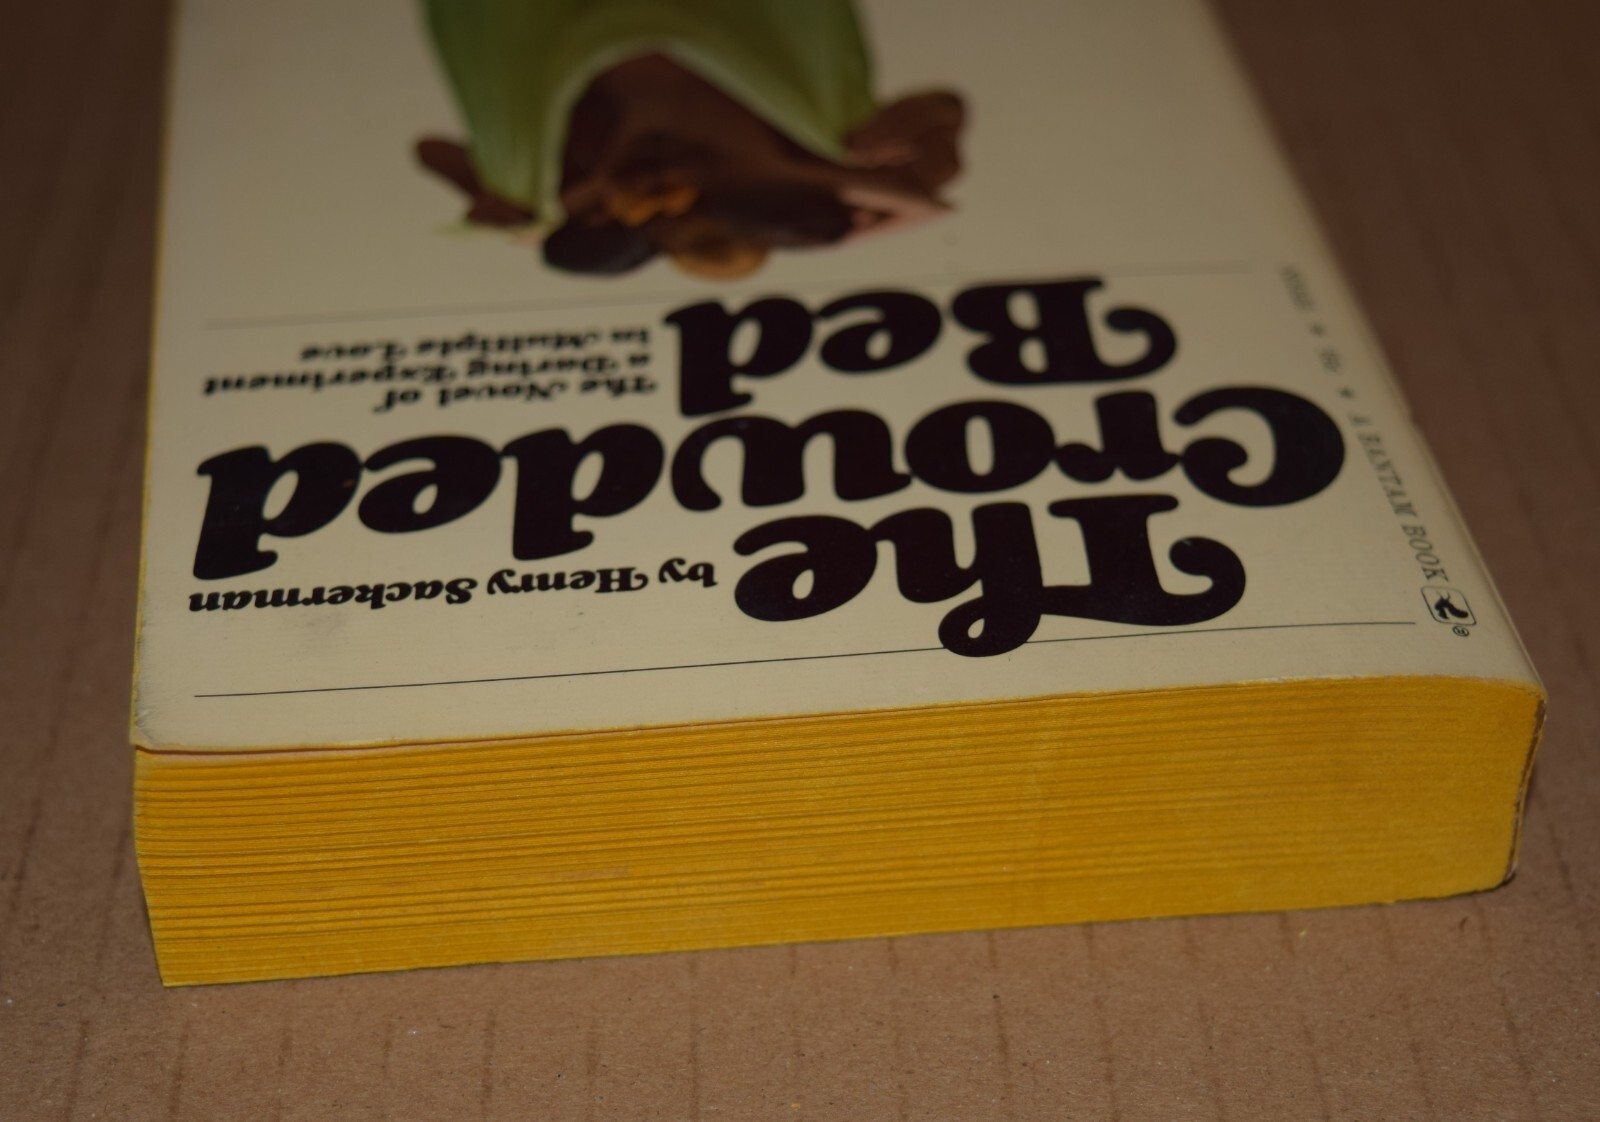 The
Crowded
Bed
by Henry Sackerman
The Novel of
a Daring Experiment
in Multiple Love
A BANTAM BOOK
®